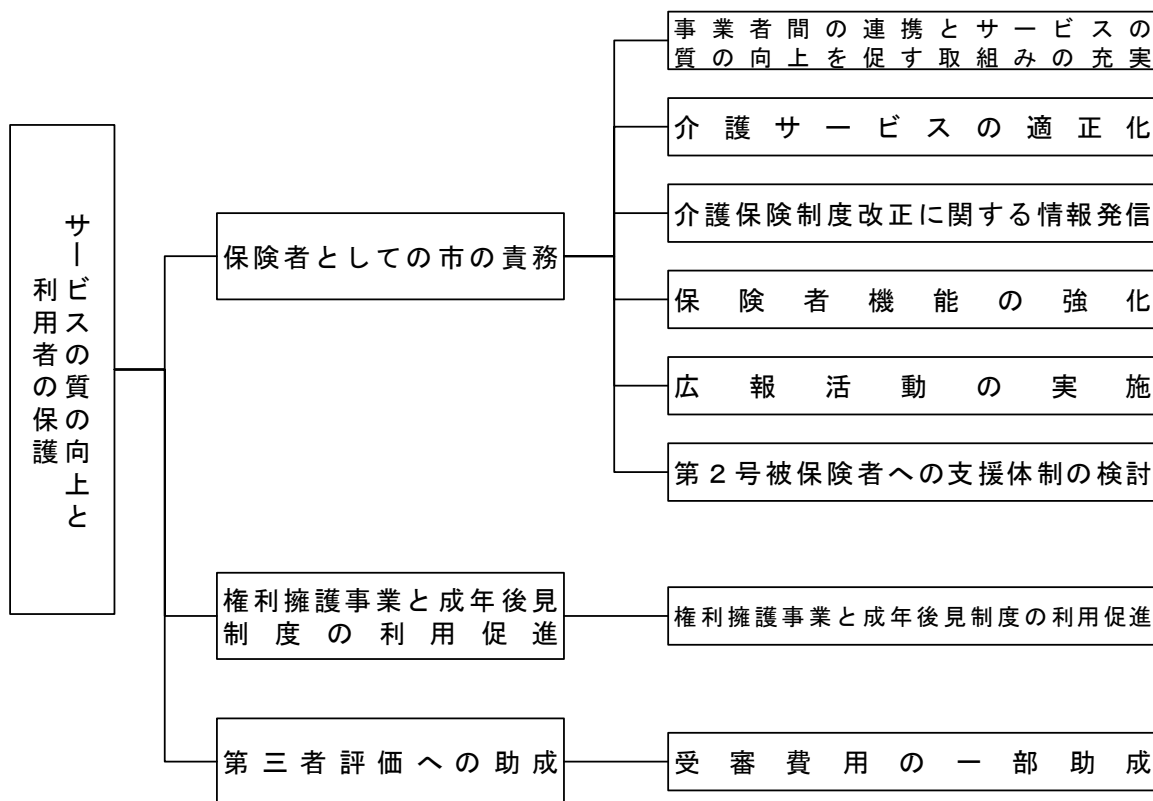 サービスの質の向上と
利用者の保護
保険者としての市の責務
事業者間の連携とサービスの
質の向上を促す取組みの充実
介護サービスの適正化
介護保険制度改正に関する情報発信
保険者機能の強化
広報活動の実施
第２号被保険者への支援体制の検討
権利擁護事業と成年後見
制度の利用促進
権利擁護事業と成年後見制度の利用促進
第三者評価への助成
受審費用の一部助成